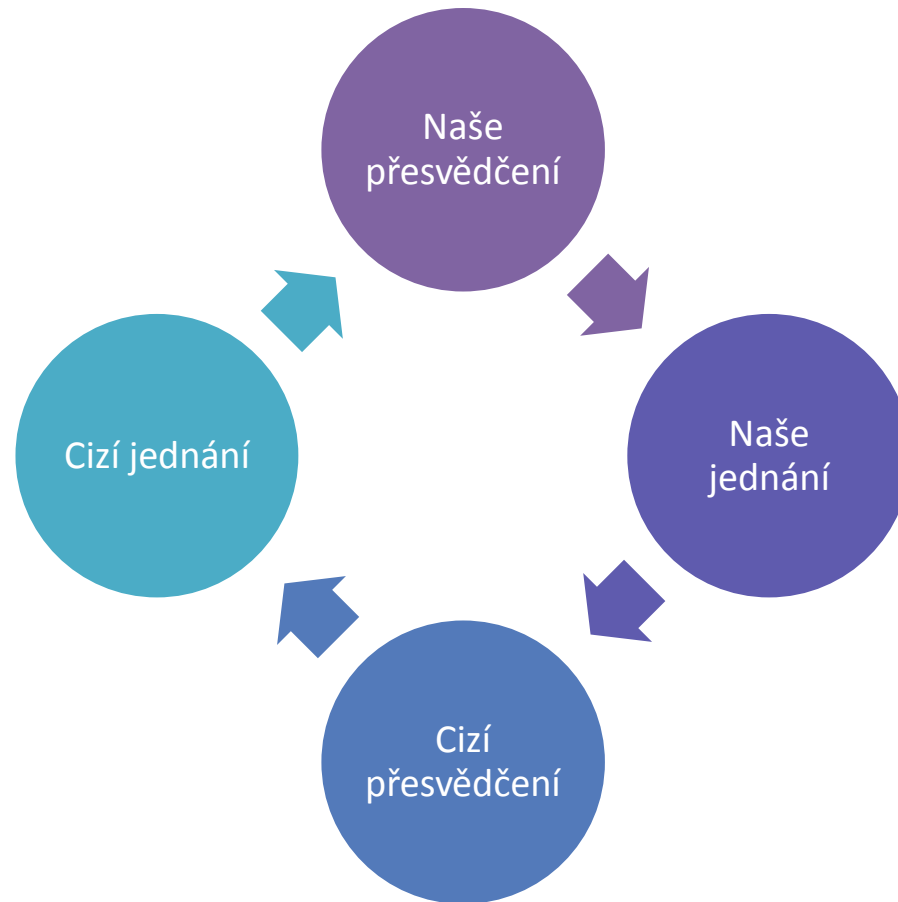 Naše
přesvědčení
Naše
jednání
Cizí
přesvědčení
Cizí jednání